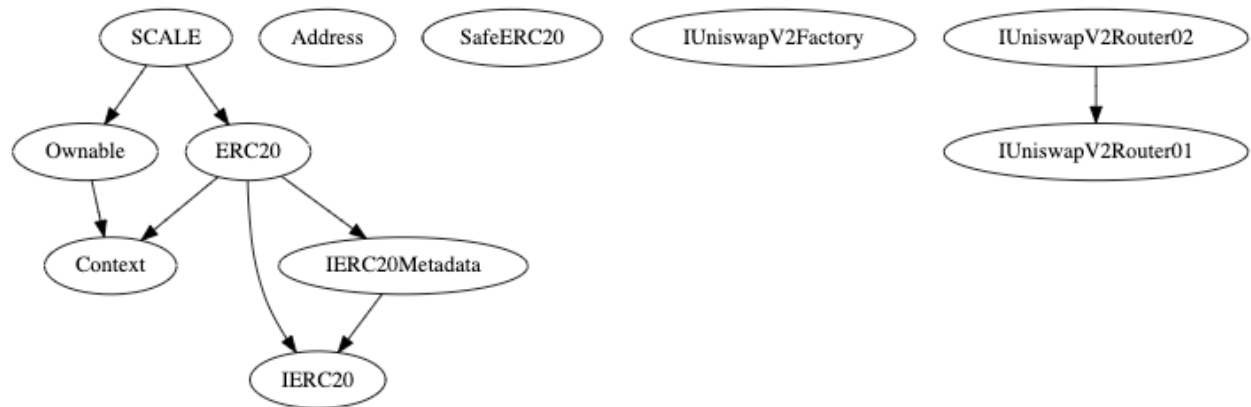 SCALE
Address
SafeERC20
IUniswapV2Factory
IUniswapV2Router02
Ownable
ERC20
IUniswapV2Router01
Context
IERC20Metadata
IERC20